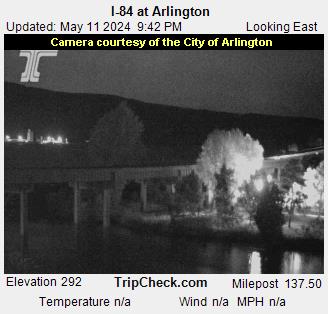 I-84 at Arlington
Updated: May 11 2024 9:42 PM Looking East
Camera courtesy of the City of Arlington
Elevation 292 TripCheck.com Milepost 137.50
Temperature n/a Wind n/a MPH n/a